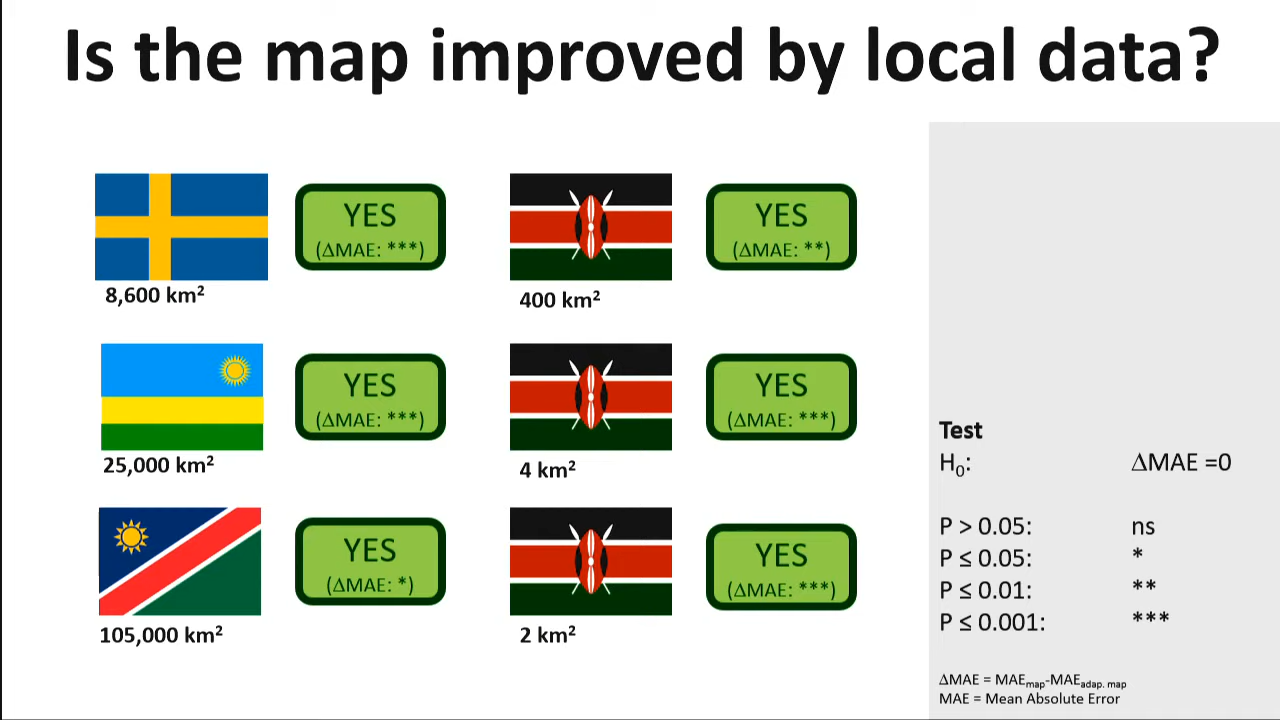 Is the map improved by local data?
YES
(ΔMAE: ***)
8,600 km²
YES
(ΔMAE: **)
400 km²
YES
(ΔMAE: ***)
25,000 km²
YES
(ΔMAE: ***)
4 km²
YES
(ΔMAE: *)
105,000 km²
YES
(ΔMAE: ***)
2 km²
Test
H₀: ΔMAE =0
P > 0.05: ns
P ≤ 0.05: *
P ≤ 0.01: **
P ≤ 0.001: ***
ΔMAE = MAEmap-MAEadap. map
MAE = Mean Absolute Error